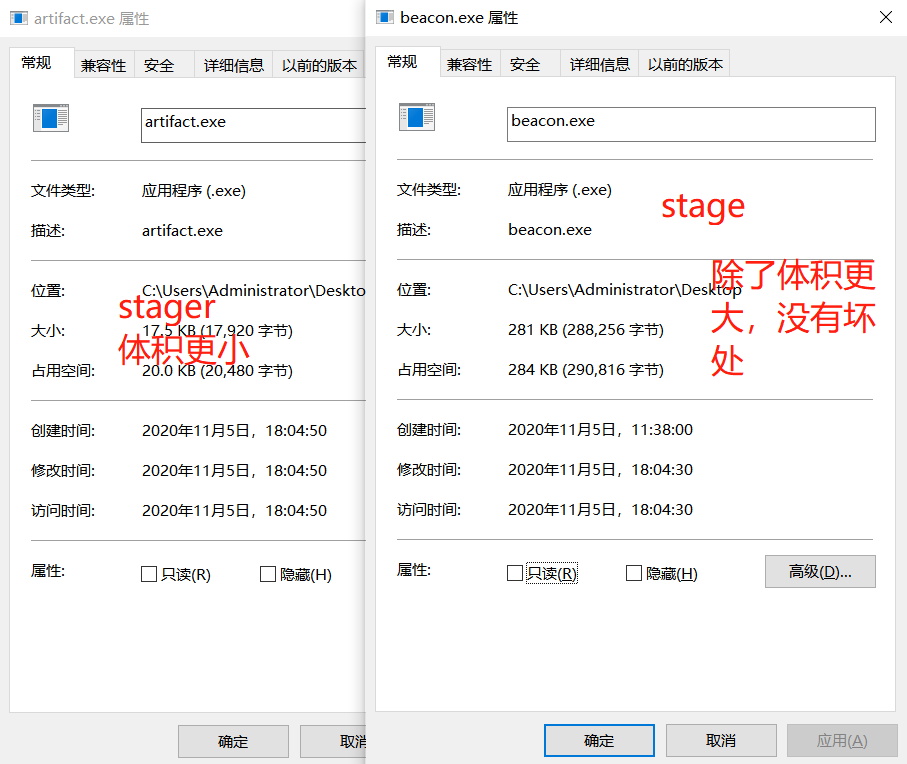 artifact.exe 属性
常规
兼容性
安全
详细信息
以前的版本
artifact.exe
文件类型:
应用程序 (.exe)
描述:
artifact.exe
位置:
C:\Users\Administrator\Deskto
大小:
17.5 KB (17,920 字节)
占用空间:
20.0 KB (20,480 字节)
stager
体积更小
创建时间:
2020年11月5日，18:04:50
修改时间:
2020年11月5日，18:04:50
访问时间:
2020年11月5日，18:04:50
属性:
只读(R)
隐藏(H)
确定
取消
beacon.exe 属性
常规
兼容性
安全
详细信息
以前的版本
beacon.exe
文件类型:
应用程序 (.exe)
描述:
beacon.exe
stage
位置:
C:\Users\Administrator\Desktop
大小:
281 KB (288,256 字节)
占用空间:
284 KB (290,816 字节)
除了体积更
大，没有坏
处
创建时间:
2020年11月5日，11:38:00
修改时间:
2020年11月5日，18:04:30
访问时间:
2020年11月5日，18:04:30
属性:
只读(R)
隐藏(H)
高级(D)...
确定
取消
应用(A)